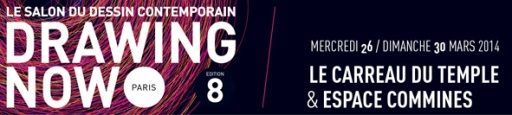 LE SALON DU DESSIN CONTEMPORAIN
DRAWING
NOW PARIS EDITION 8
MERCREDI 26 / DIMANCHE 30 MARS 2014
LE CARREAU DU TEMPLE
& ESPACE COMMINES